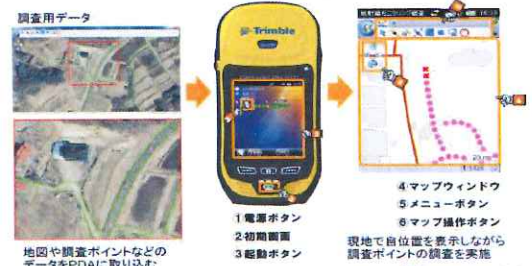 調査用データ
地図や調査ポイントなどの
データをPDAに取り込む
Trimble
1 電源ボタン
2 初期画面
3 起動ボタン
④マップウィンドウ
⑤メニューボタン
⑥マップ操作ボタン
現地で自位置を表示しながら
調査ポイントの調査を実施